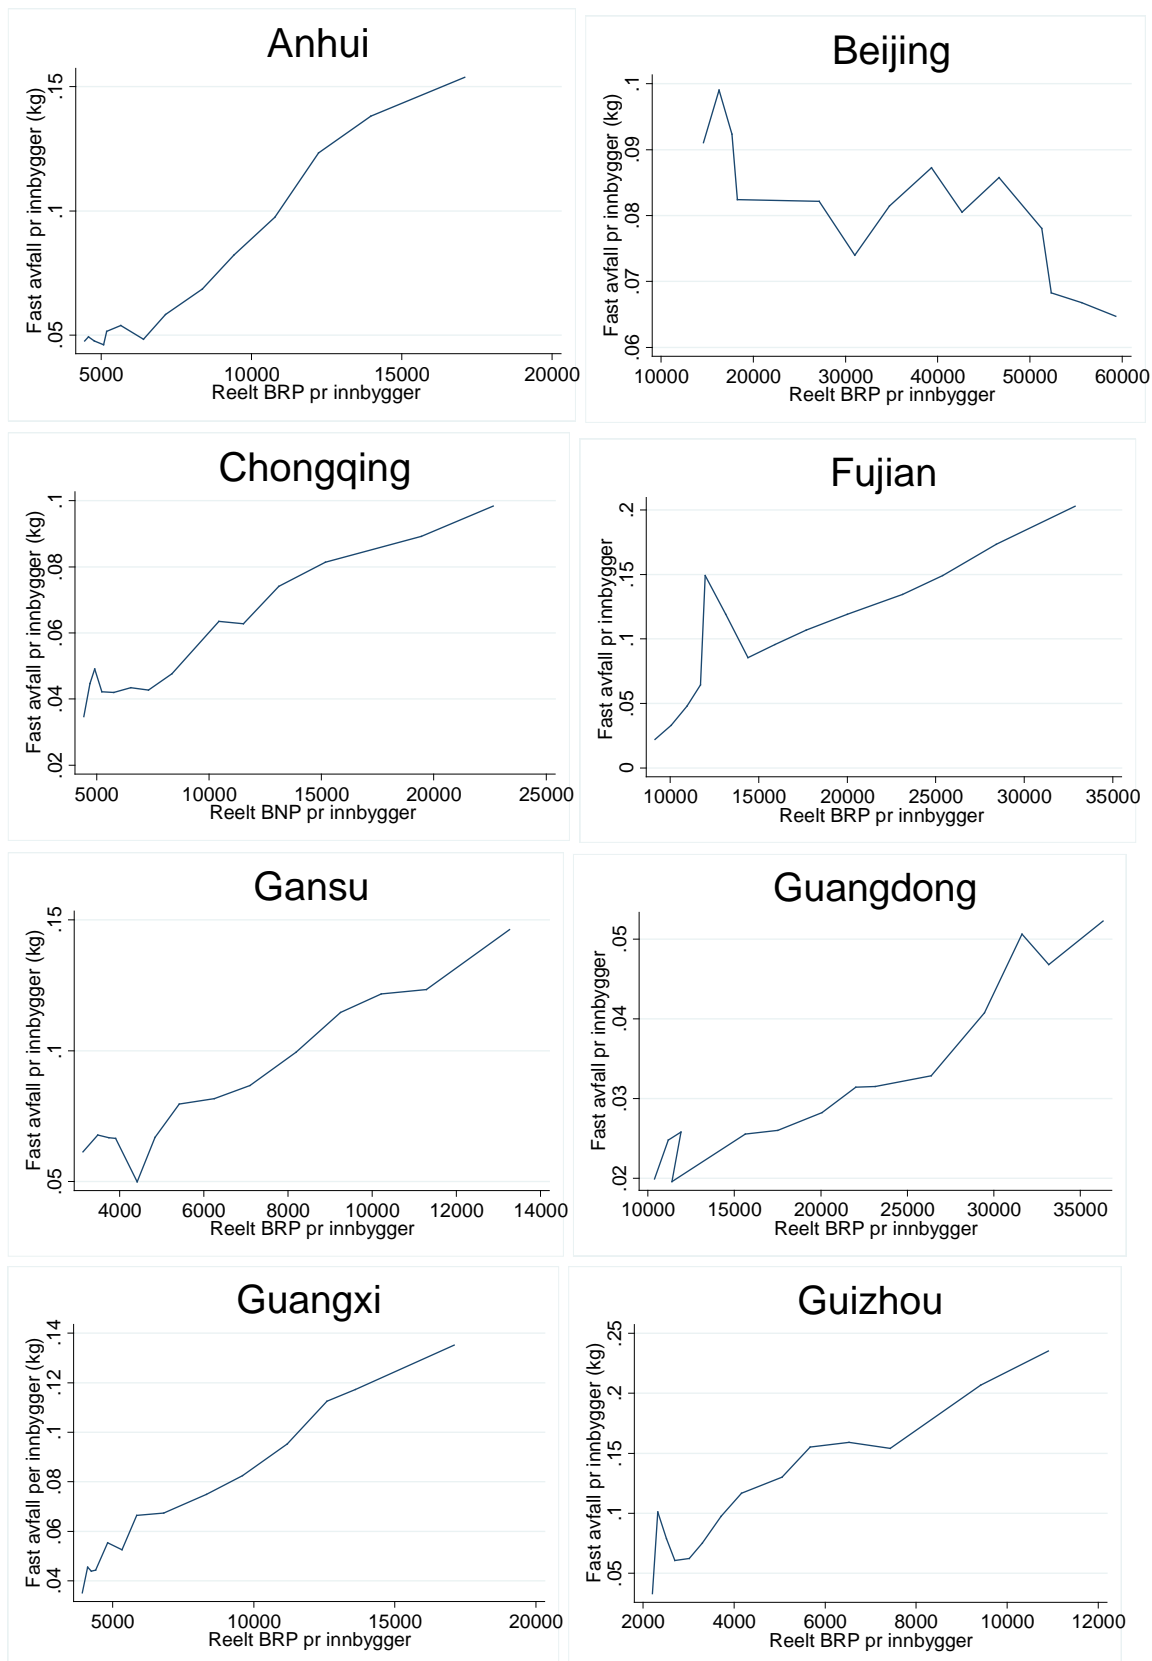 Anhui
Fast avfall pr innbygger (kg)
.15
.1
.05
5000 10000 15000 20000
Reelt BRP pr innbygger
Beijing
Fast avfall pr innbygger (kg)
.1
.09
.08
.07
.06
10000 20000 30000 40000 50000 60000
Reelt BRP pr innbygger
Chongqing
Fast avfall pr innbygger (kg)
.1
.08
.06
.04
.02
5000 10000 15000 20000 25000
Reelt BNP pr innbygger
Fujian
Fast avfall pr innbygger
.2
.15
.1
.05
0
10000 15000 20000 25000 30000 35000
Reelt BRP pr innbygger
Gansu
Fast avfall pr innbygger (kg)
.15
.1
.05
4000 6000 8000 10000 12000 14000
Reelt BRP pr innbygger
Guangdong
Fast avfall pr innbygger
.05
.04
.03
.02
10000 15000 20000 25000 30000 35000
Reelt BRP pr innbygger
Guangxi
Fast avfall per innbygger (kg)
.14
.12
.1
.08
.06
.04
5000 10000 15000 20000
Reelt BRP pr innbygger
Guizhou
Fast avfall pr innbygger (kg)
.25
.2
.15
.1
.05
2000 4000 6000 8000 10000 12000
Reelt BRP pr innbygger